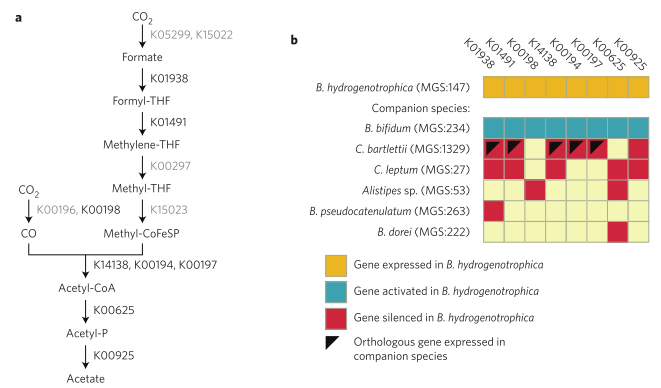 a
CO2
K05299, K15022
Formate
K01938
Formyl-THF
K01491
Methylene-THF
K00297
Methyl-THF
CO2
K00196, K00198
K15023
CO
Methyl-CoFeSP
K14138, K00194, K00197
Acetyl-CoA
K00625
Acetyl-P
K00925
Acetate
b
K01938
K01491
K00198
K14138
K00194
K00197
K00625
K00925
B. hydrogenotrophica (MGS:147)
Companion species:
B. bifidum (MGS:234)
C. bartlettii (MGS:1329)
C. leptum (MGS:27)
Alistipes sp. (MGS:53)
B. pseudocatenulatum (MGS:263)
B. dorei (MGS:222)
Gene expressed in B. hydrogenotrophica
Gene activated in B. hydrogenotrophica
Gene silenced in B. hydrogenotrophica
Orthologous gene expressed in
companion species